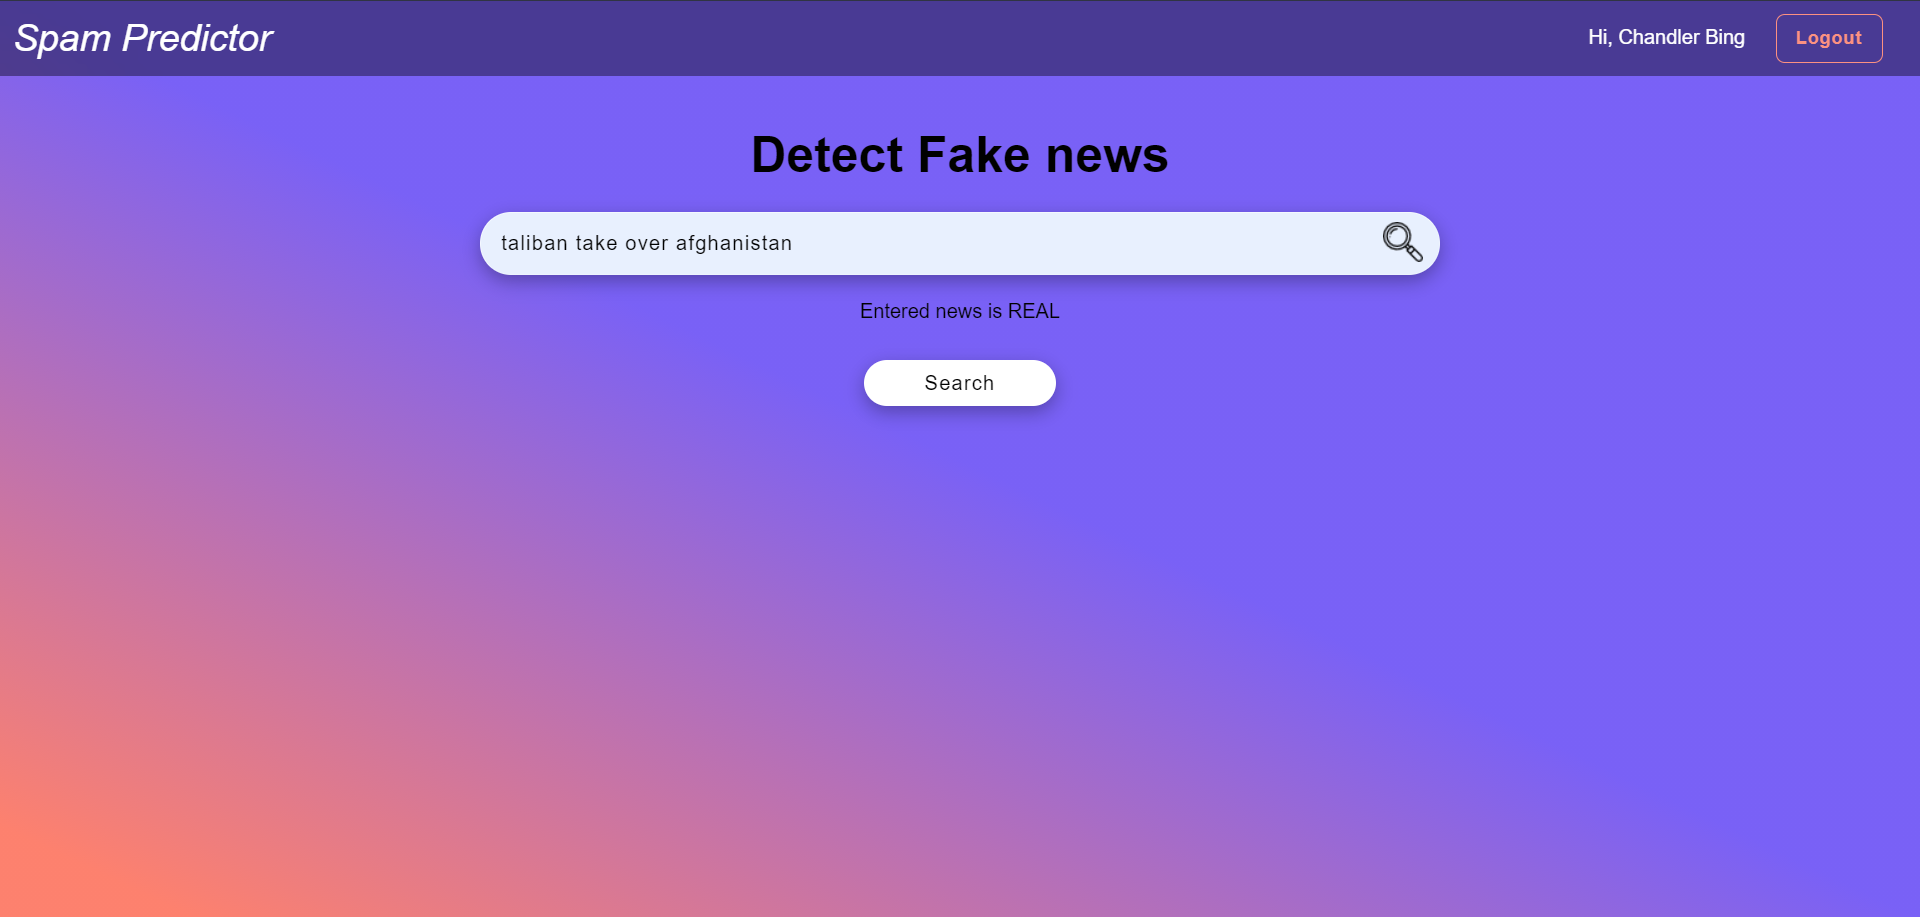 Spam Predictor
Hi, Chandler Bing
Logout
Detect Fake news
taliban take over afghanistan
Entered news is REAL
Search